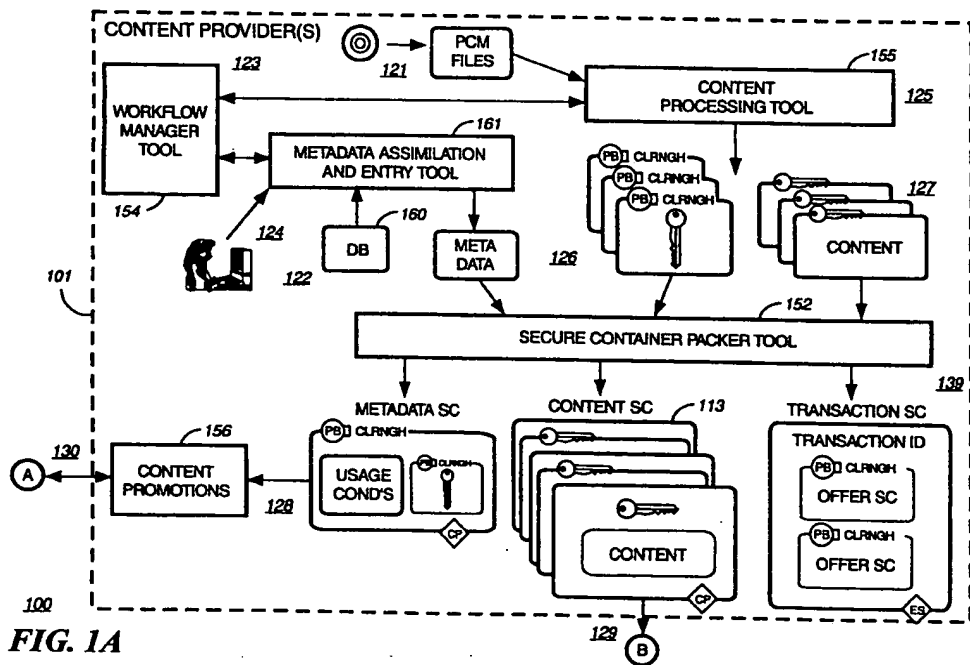 CONTENT PROVIDER(S)
123
121
PCM
FILES
155
CONTENT
PROCESSING TOOL
125
WORKFLOW
MANAGER
TOOL
154
161
METADATA ASSIMILATION
AND ENTRY TOOL
124
122
160
DB
META
DATA
126
PB CLRNGH
PB CLRNGH
PB CLRNGH
127
CONTENT
101
152
SECURE CONTAINER PACKER TOOL
139
METADATA SC
PB CLRNGH
USAGE
COND'S
PB CLRNGH
CP
CONTENT SC
113
CONTENT
CP
TRANSACTION SC
TRANSACTION ID
PB CLRNGH
OFFER SC
PB CLRNGH
OFFER SC
ES
156
130
A
CONTENT
PROMOTIONS
128
100
129
B
FIG. 1A